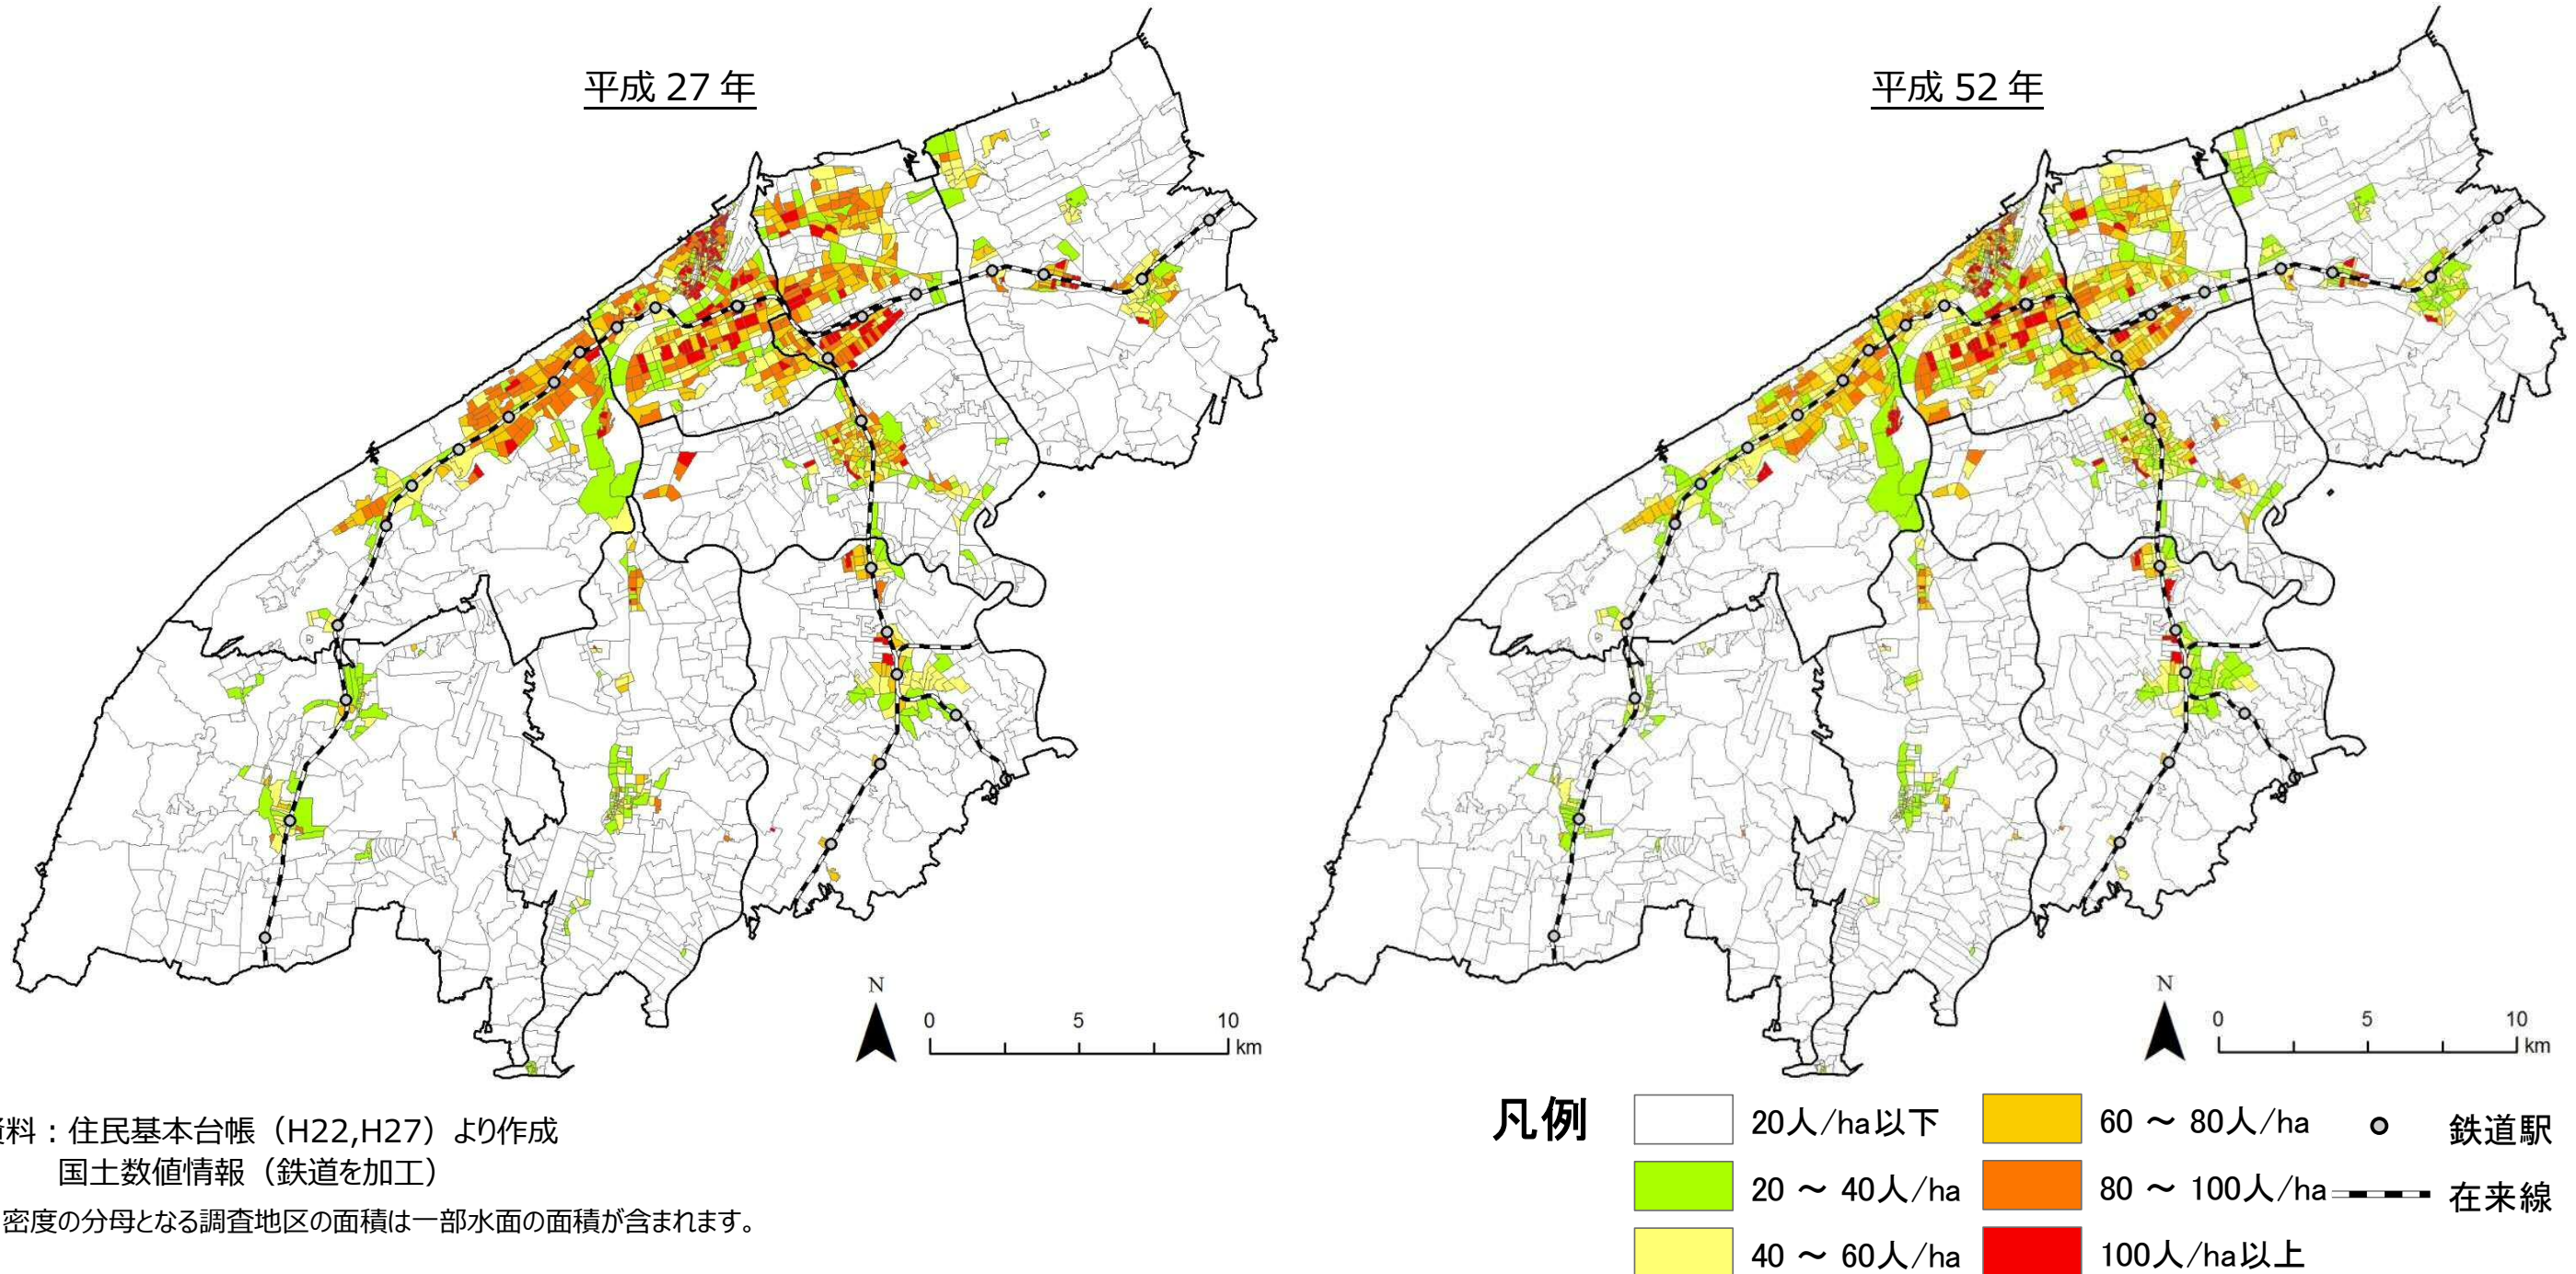 平成 27 年
平成 52 年
N
0 5 10
km
N
0 5 10
km
料：住民基本台帳（H22,H27）より作成
国土数値情報（鉄道を加工）
密度の分母となる調査地区の面積は一部水面の面積が含まれます。
凡例
20人/ha以下
60 ～ 80人/ha
鉄道駅
20 ～ 40人/ha
80 ～ 100人/ha
在来線
40 ～ 60人/ha
100人/ha以上